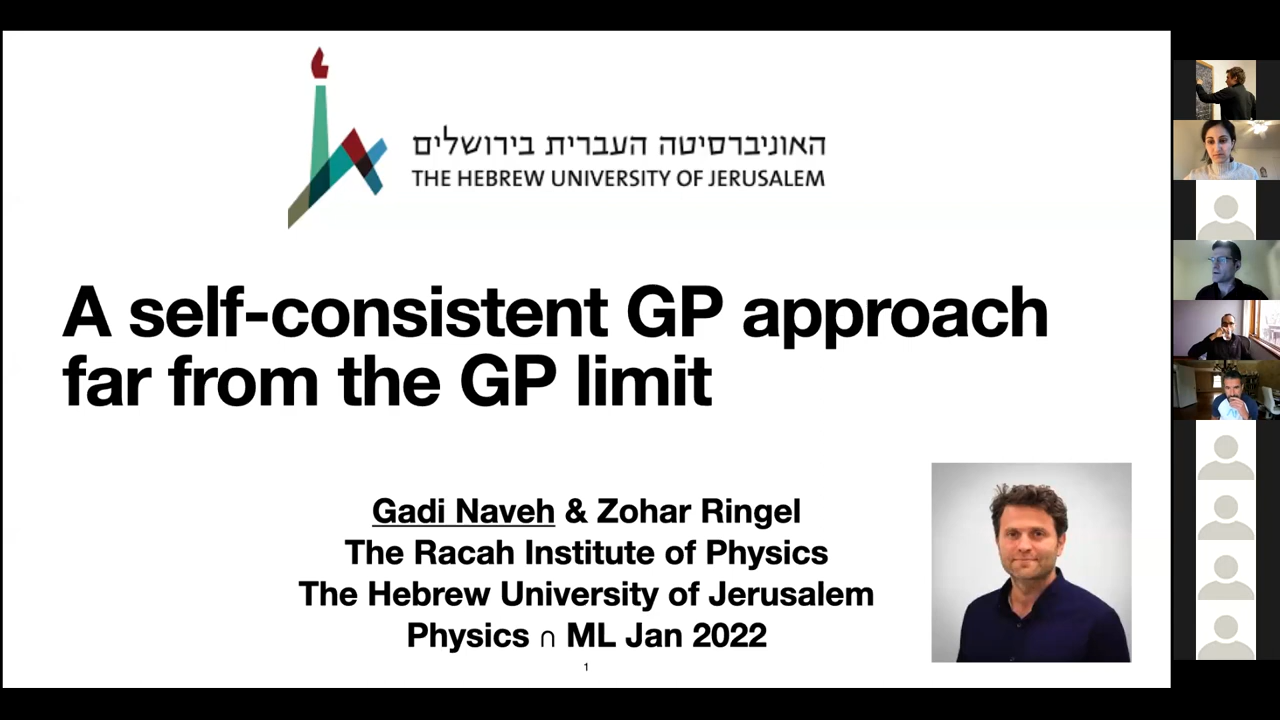 האוניברסיטה העברית בירושלים
THE HEBREW UNIVERSITY OF JERUSALEM
A self-consistent GP approach
far from the GP limit
Gadi Naveh & Zohar Ringel
The Racah Institute of Physics
The Hebrew University of Jerusalem
Physics ∩ ML Jan 2022
1